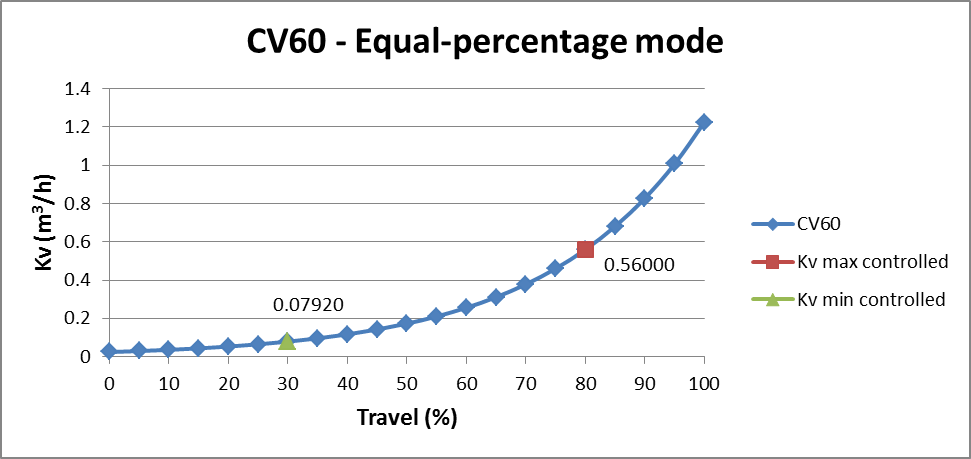 CV60 - Equal-percentage mode
1.4
1.2
1
0.8
0.6
0.4
0.2
0
Kv (m³/h)
0.07920
0.56000
0 10 20 30 40 50 60 70 80 90 100
Travel (%)
CV60
Kv max controlled
Kv min controlled